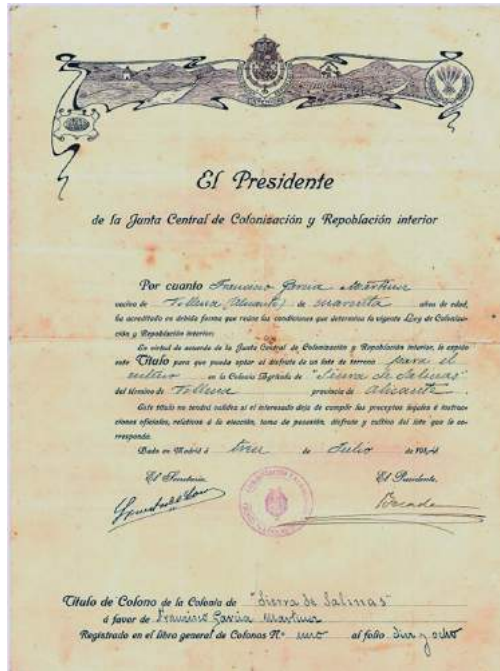 El Presidente
de la Junta Central de Colonización y Repoblación interior
Por cuanto Francisco García Martínez
vecino de Villena (Alicante) de cuarenta años de edad,
ha acreditado en debida forma que reúne las condiciones que determina la vigente Ley de Coloniza-
ción y Repoblación interior;
En virtud de acuerdo de la Junta Central de Colonización y Repoblación interior, le expido
este Título para que pueda optar al disfrute de un lote de terreno para el
cultivo en la Colonia Agrícola de "Sierra de Salinas"
del término de Villena provincia de Alicante.
Este título no tendrá validez si el interesado deja de cumplir los preceptos legales é instruc-
ciones oficiales, relativos á la elección, toma de posesión, disfrute y cultivo del lote que le co-
rresponda.
Dado en Madrid á tres de Julio de
El Secretario,
El Presidente,
Título de Colono de la Colonia de "Sierra de Salinas"
á favor de Francisco García Martínez
Registrado en el libro general de Colonos Nº uno al folio diez y ocho